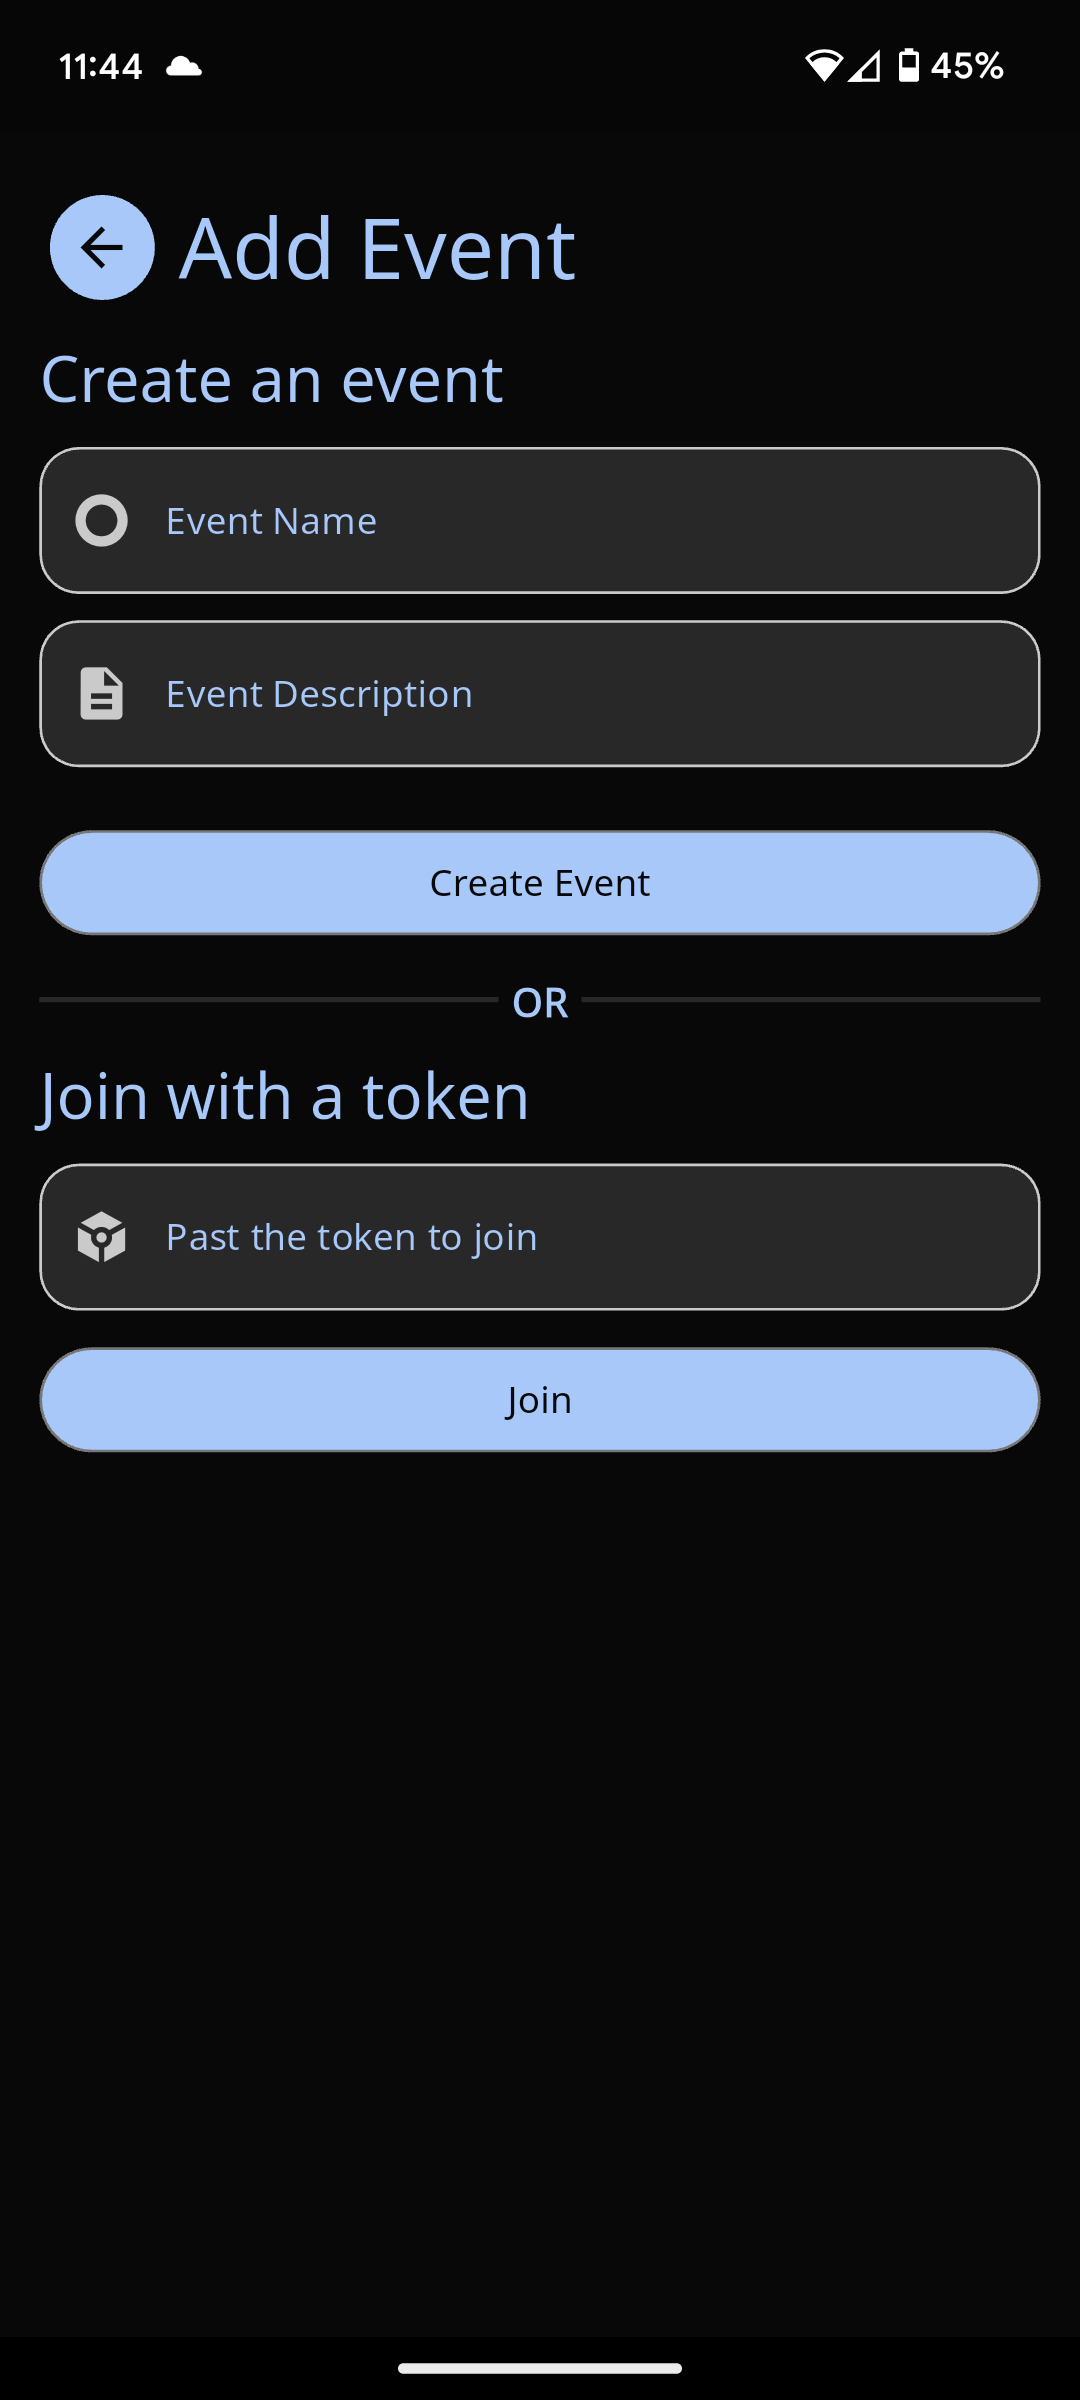 11:44
45%
Add Event
Create an event
Event Name
Event Description
Create Event
OR
Join with a token
Past the token to join
Join